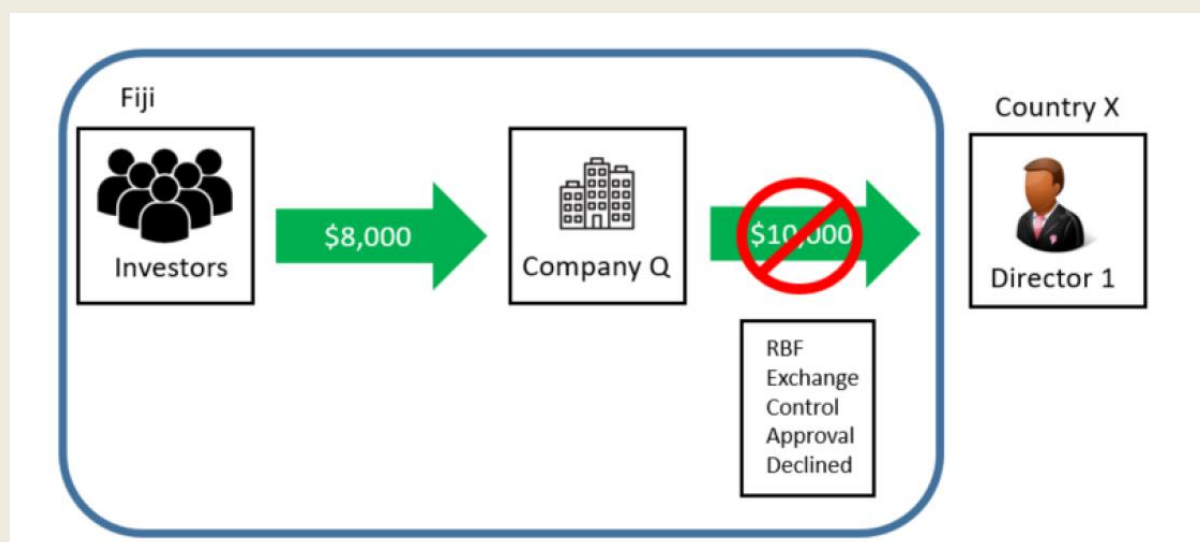 Fiji
Country X
Investors
$8,000
Company Q
$10,000
Director 1
RBF
Exchange
Control
Approval
Declined